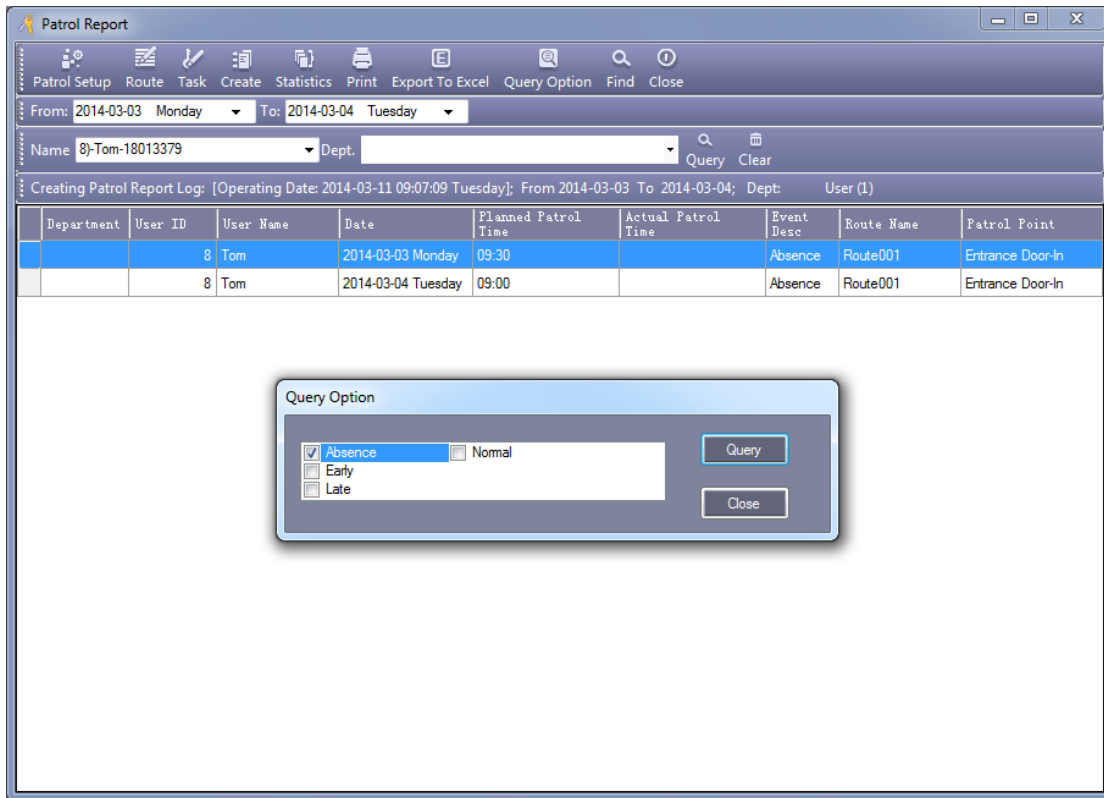 Patrol Report
Patrol Setup Route Task Create Statistics Print Export To Excel Query Option Find Close
From: 2014-03-03 Monday To: 2014-03-04 Tuesday
Name 8)-Tom-18013379 Dept. Query Clear
Creating Patrol Report Log: [Operating Date: 2014-03-11 09:07:09 Tuesday]; From 2014-03-03 To 2014-03-04; Dept: User (1)
Department User ID User Name Date Planned Patrol Time Actual Patrol Time Event Desc Route Name Patrol Point
8 Tom 2014-03-03 Monday 09:30 Absence Route001 Entrance Door-In
8 Tom 2014-03-04 Tuesday 09:00 Absence Route001 Entrance Door-In
Query Option
Absence Normal
Early
Late
Query
Close